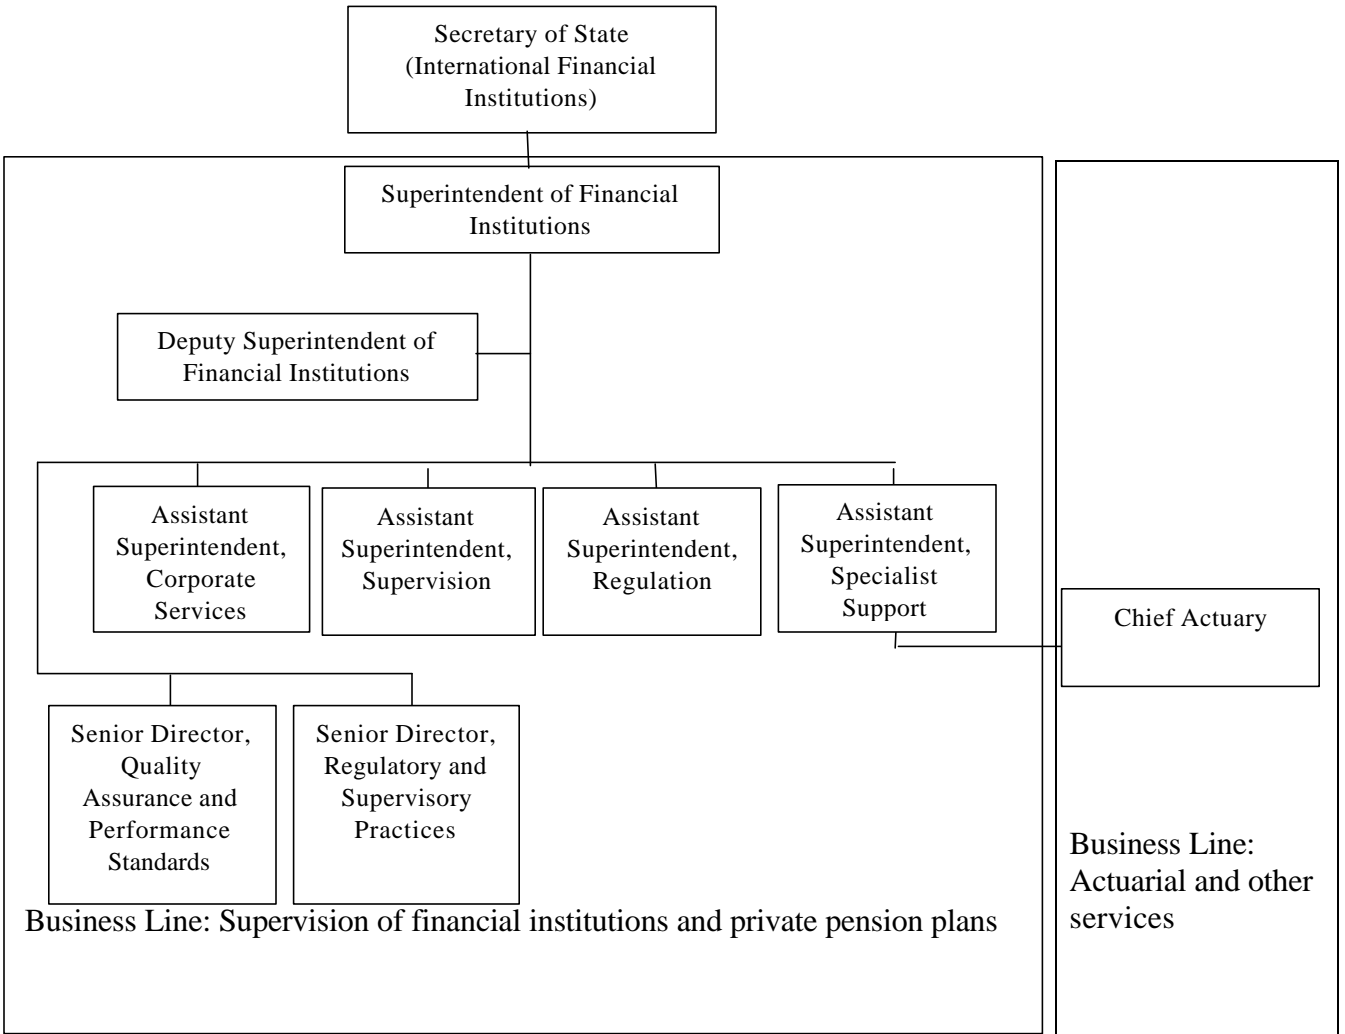 Secretary of State
(International Financial
Institutions)
Superintendent of Financial
Institutions
Deputy Superintendent of
Financial Institutions
Assistant
Superintendent,
Corporate
Services
Assistant
Superintendent,
Supervision
Assistant
Superintendent,
Regulation
Assistant
Superintendent,
Specialist
Support
Chief Actuary
Senior Director,
Quality
Assurance and
Performance
Standards
Senior Director,
Regulatory and
Supervisory
Practices
Business Line: Supervision of financial institutions and private pension plans
Business Line:
Actuarial and other
services